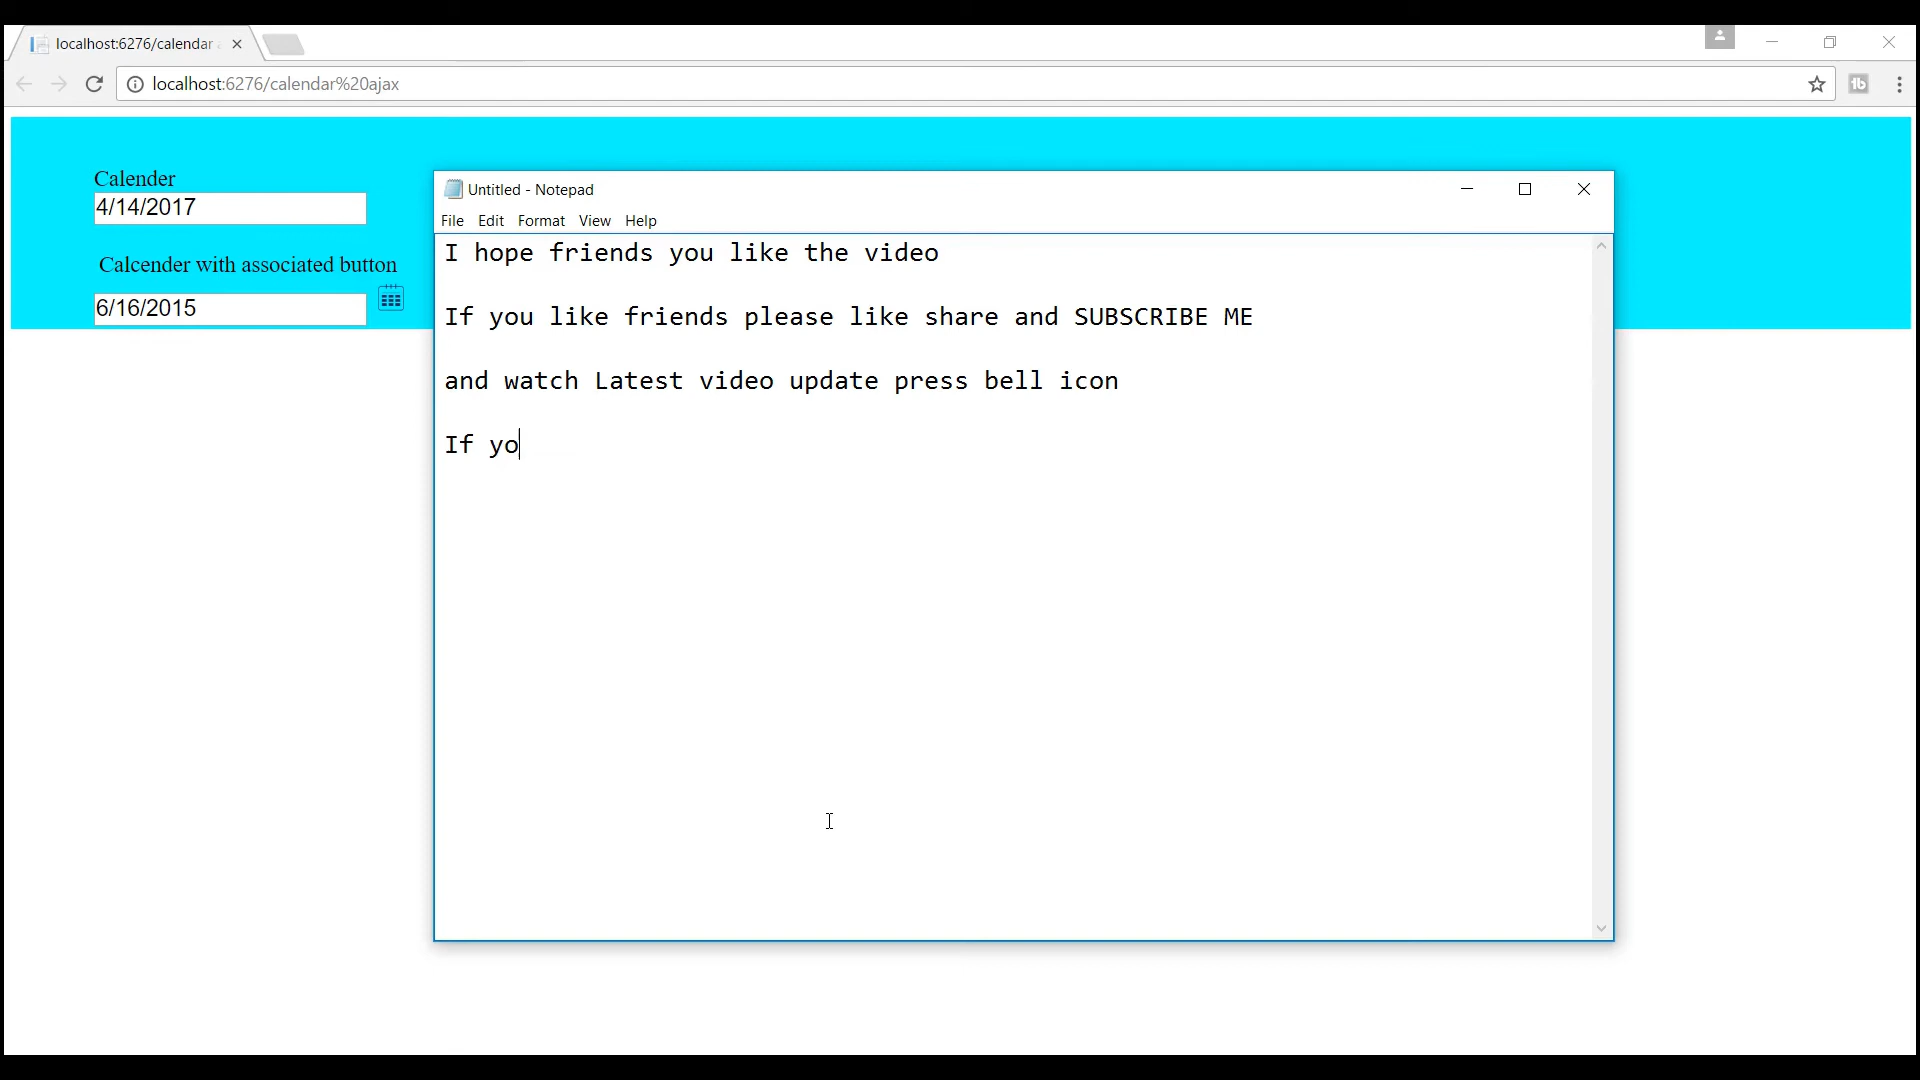 localhost:6276/calendar
localhost:6276/calendar%20ajax
Calender
4/14/2017
Calcender with associated button
6/16/2015
Untitled - Notepad
File Edit Format View Help
I hope friends you like the video
If you like friends please like share and SUBSCRIBE ME
and watch Latest video update press bell icon
If yo